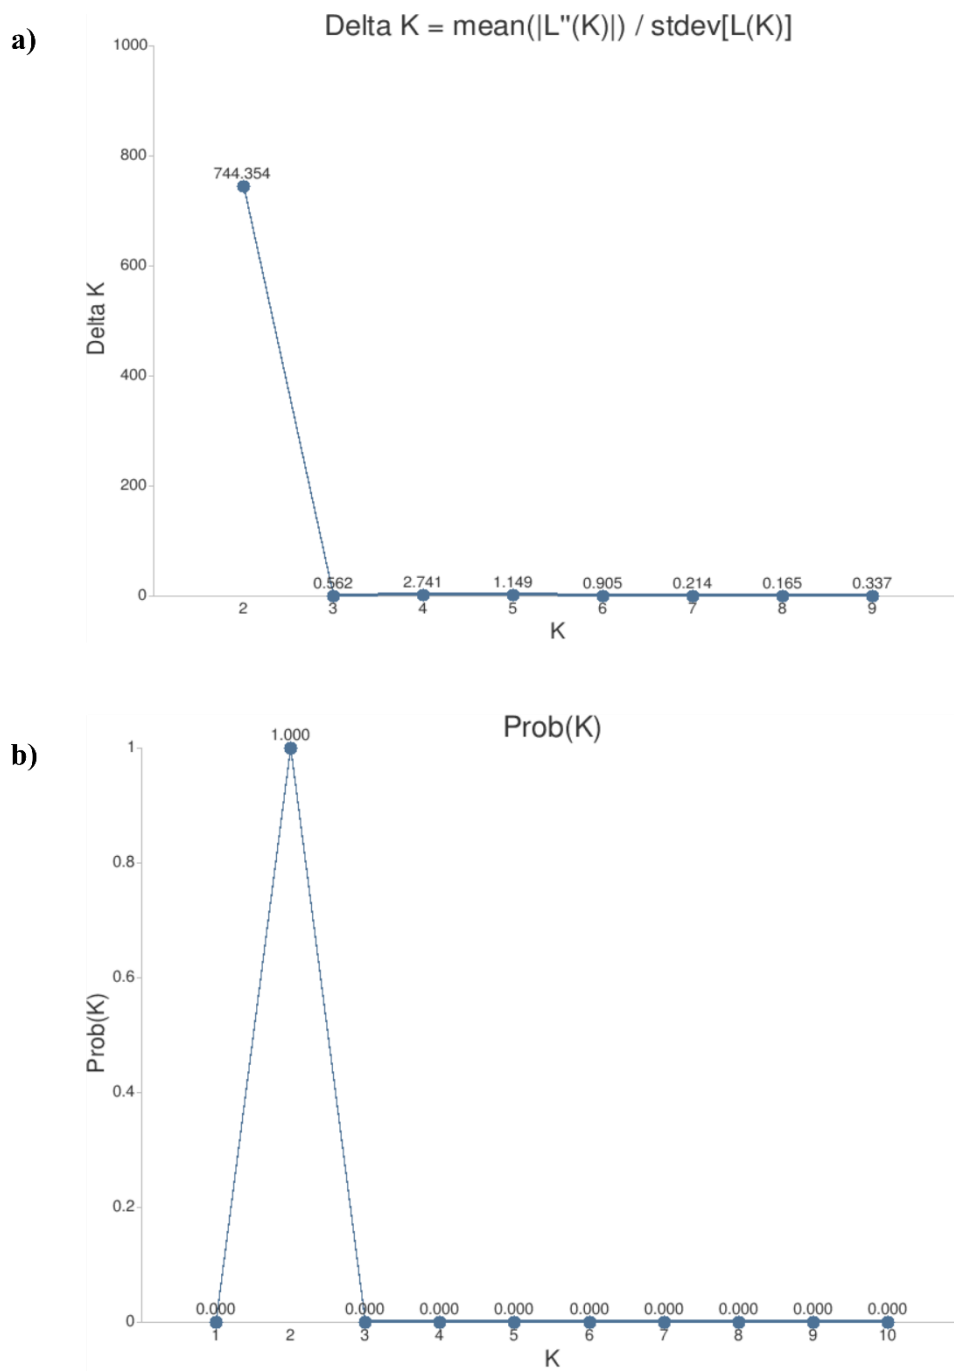 a)
Delta K = mean(|L"(K)|) / stdev[L(K)]
1000
800
744.354
600
Delta K
400
200
0.562 2.741 1.149 0.905 0.214 0.165 0.337
0
2 3 4 5 6 7 8 9
K
b)
Prob(K)
1.000
1
0.8
0.6
Prob(K)
0.4
0.2
0.000 0.000 0.000 0.000 0.000 0.000 0.000 0.000 0.000
0
1 2 3 4 5 6 7 8 9 10
K